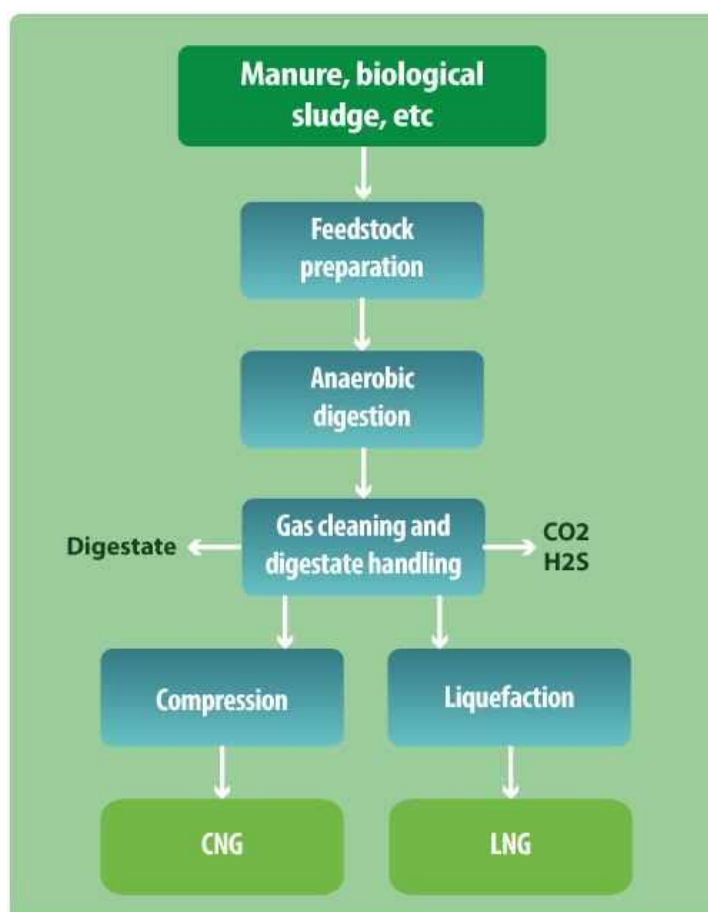 Manure, biological
sludge, etc
Feedstock
preparation
Anaerobic
digestion
Gas cleaning and
digestate handling
Digestate
CO2
H2S
Compression
Liquefaction
CNG
LNG